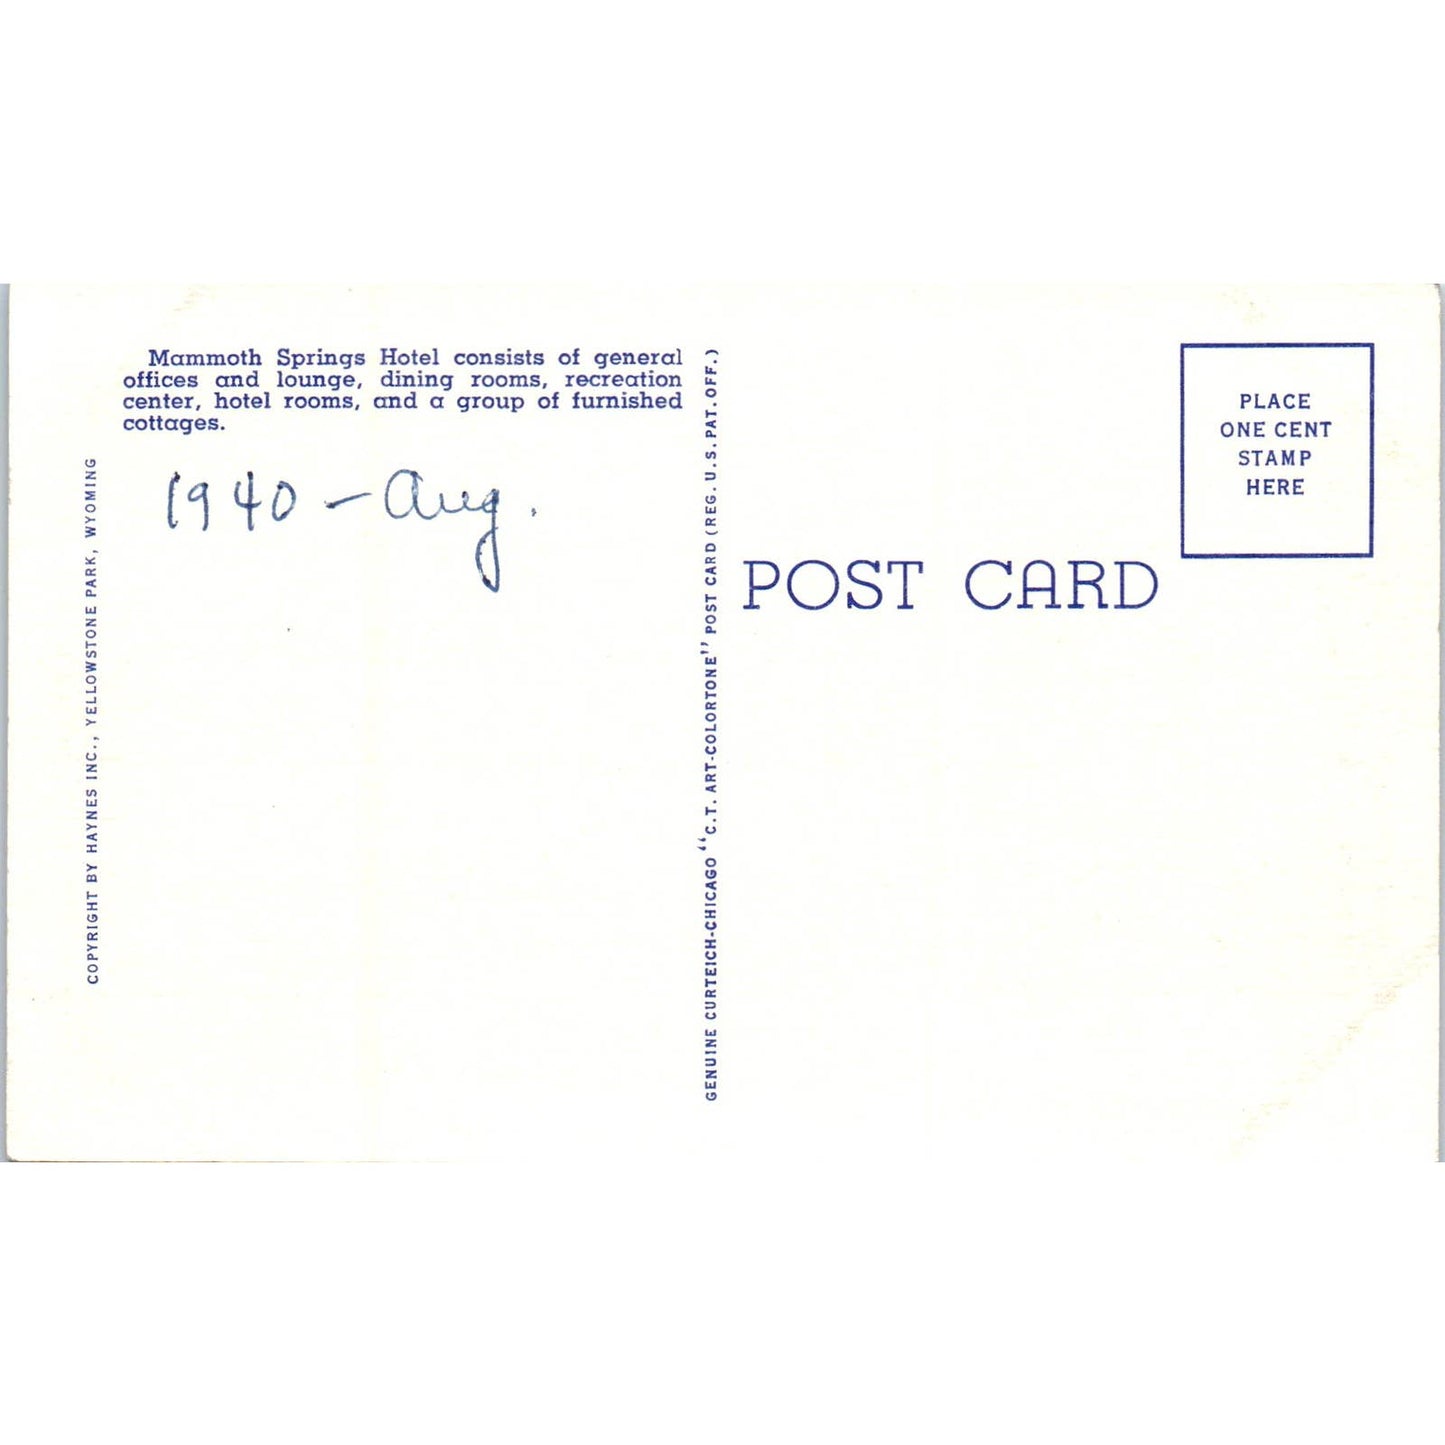 Mammoth Springs Hotel consists of general
offices and lounge, dining rooms, recreation
center, hotel rooms, and a group of furnished
cottages.
1940 - Aug.
COPYRIGHT BY HAYNES INC., YELLOWSTONE PARK, WYOMING
GENUINE CURTEICH-CHICAGO "C.T. ART-COLORTONE" POST CARD (REG. U.S. PAT. OFF.)
PLACE
ONE CENT
STAMP
HERE
POST CARD